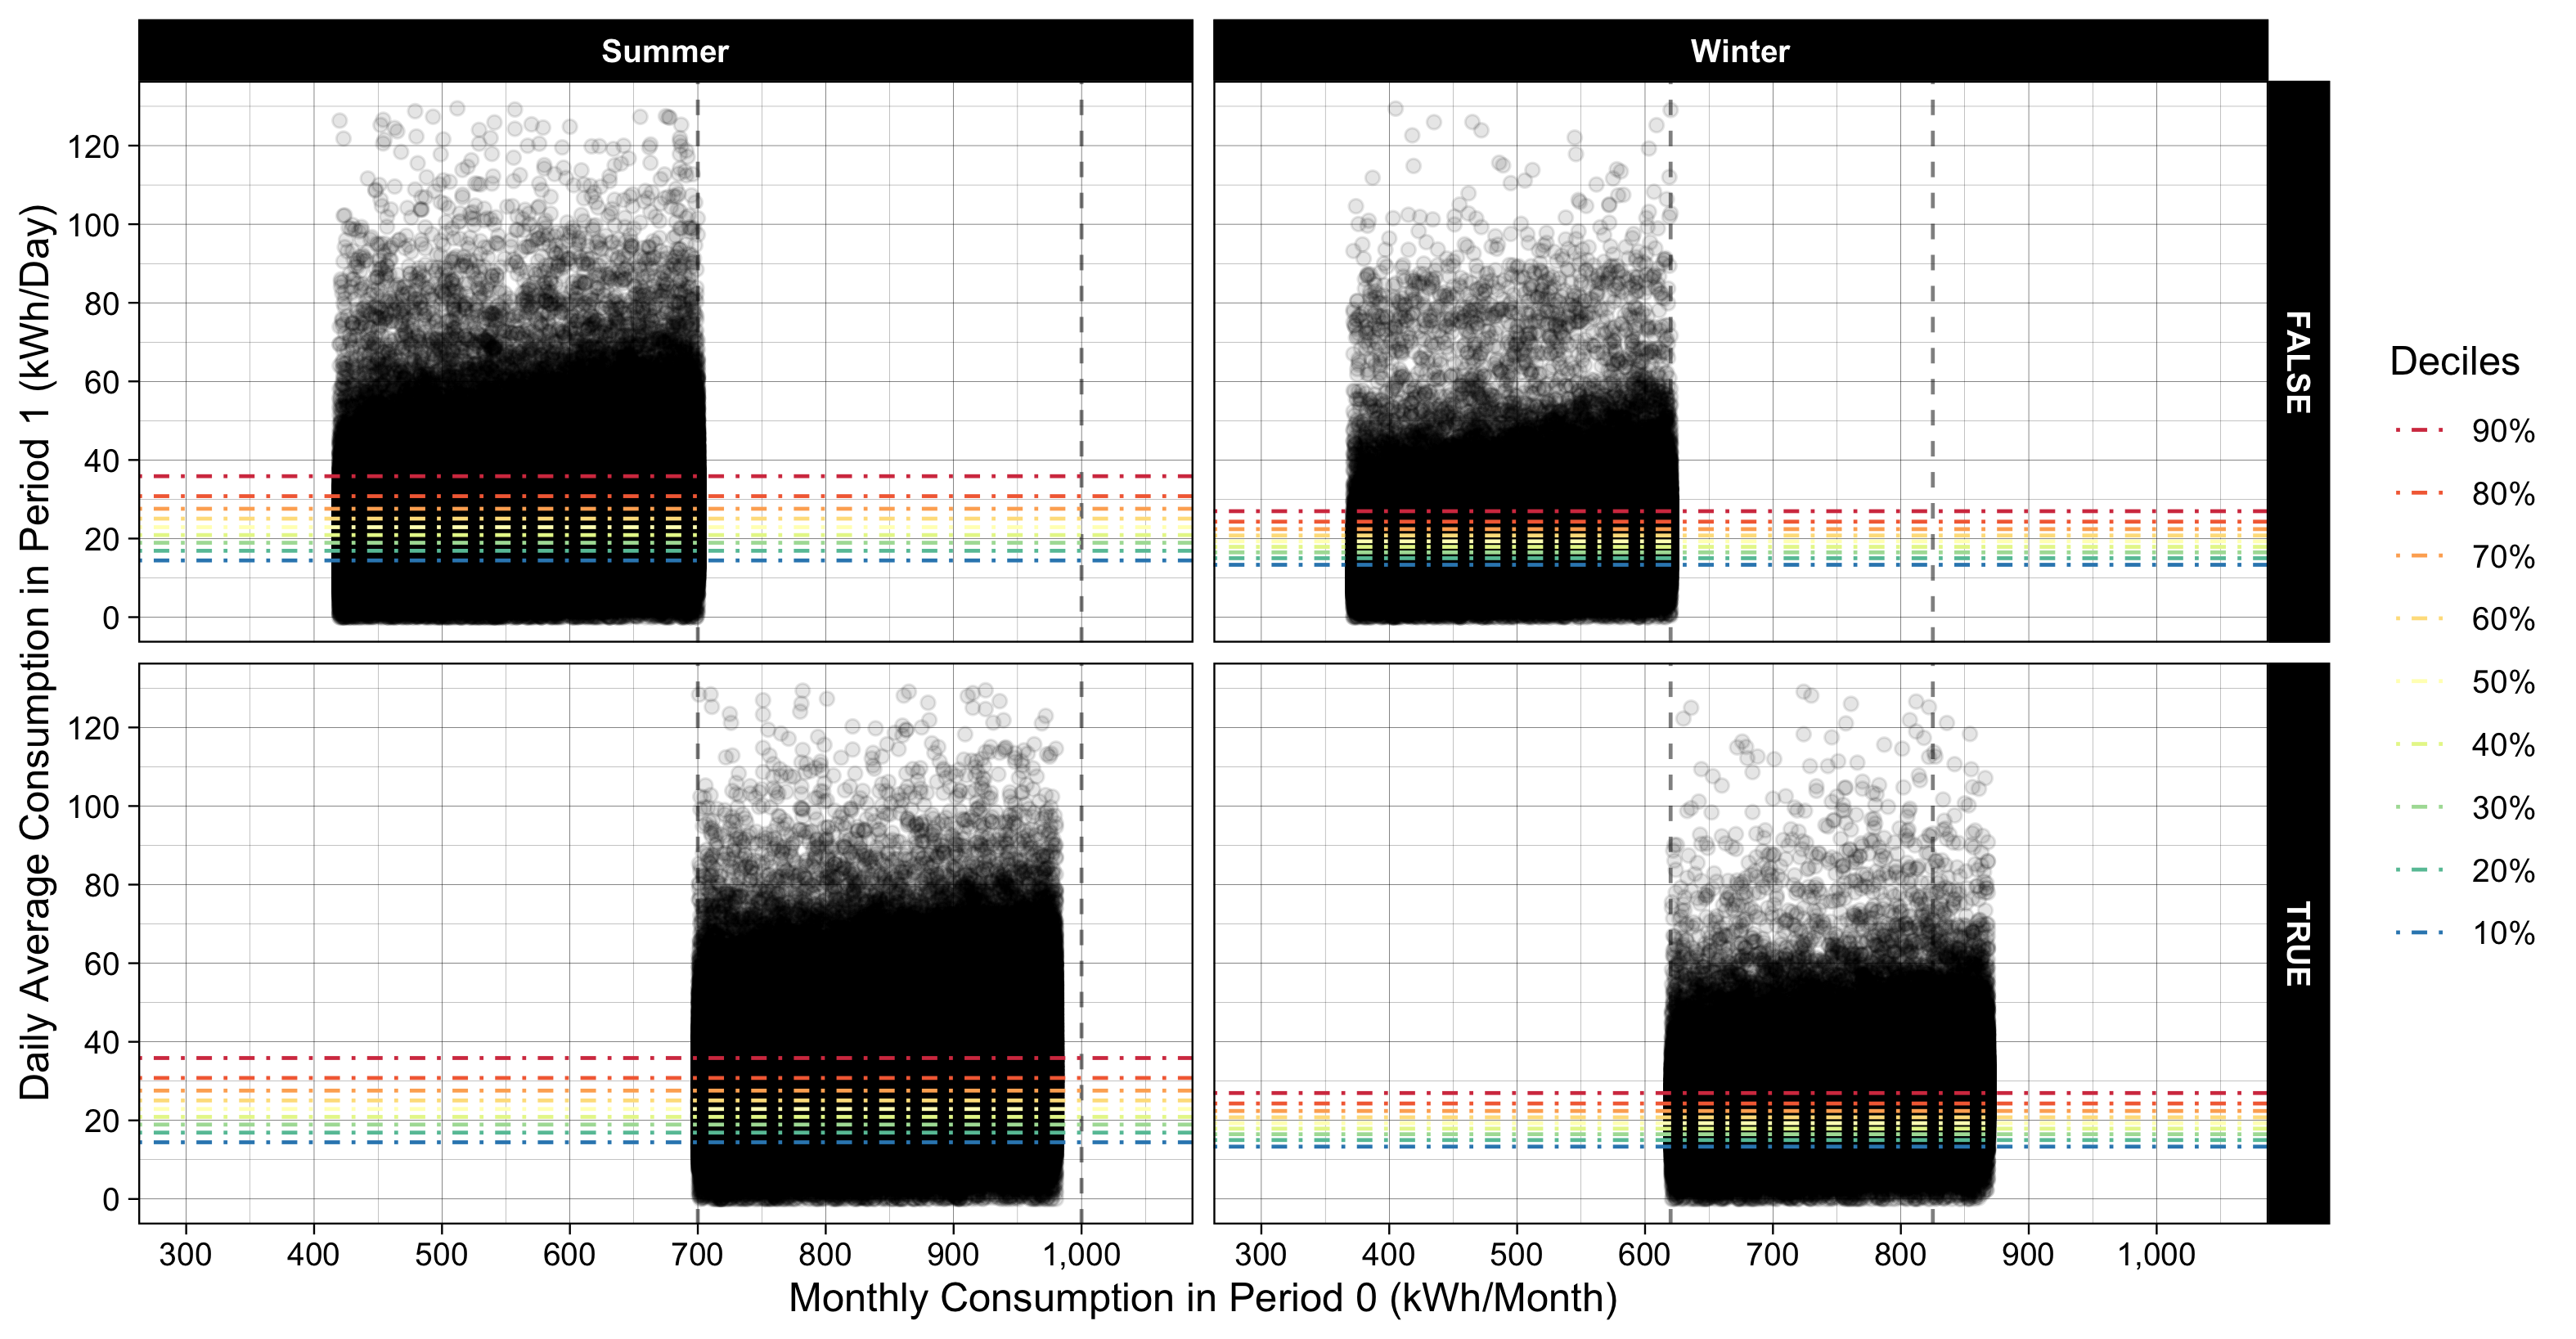 Summer
Winter
Daily Average Consumption in Period 1 (kWh/Day)
120
100
80
60
40
20
0
FALSE
120
100
80
60
40
20
0
TRUE
300 400 500 600 700 800 900 1,000
300 400 500 600 700 800 900 1,000
Monthly Consumption in Period 0 (kWh/Month)
Deciles
90%
80%
70%
60%
50%
40%
30%
20%
10%